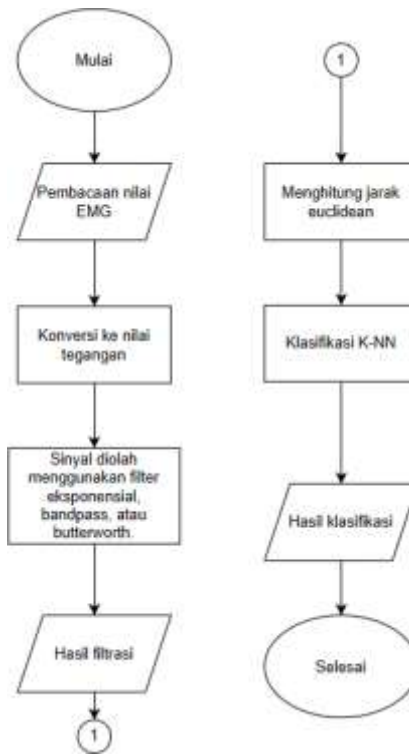 Mulai
Pembacaan nilai
EMG
Konversi ke nilai
tegangan
Sinyal diolah
menggunakan filter
eksponensial,
bandpass, atau
butterworth.
Hasil filtrasi
1
1
Menghitung jarak
euclidean
Klasifikasi K-NN
Hasil klasifikasi
Selesai